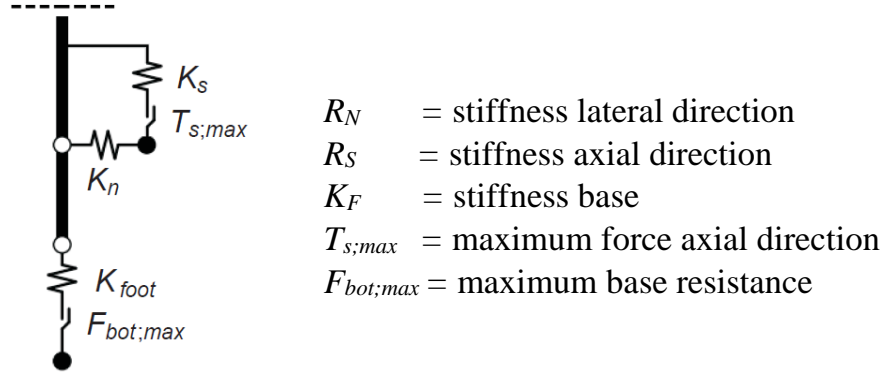 K_s
T_s;max
K_n
K_foot
F_bot;max
R_N = stiffness lateral direction
R_S = stiffness axial direction
K_F = stiffness base
T_s;max = maximum force axial direction
F_bot;max = maximum base resistance